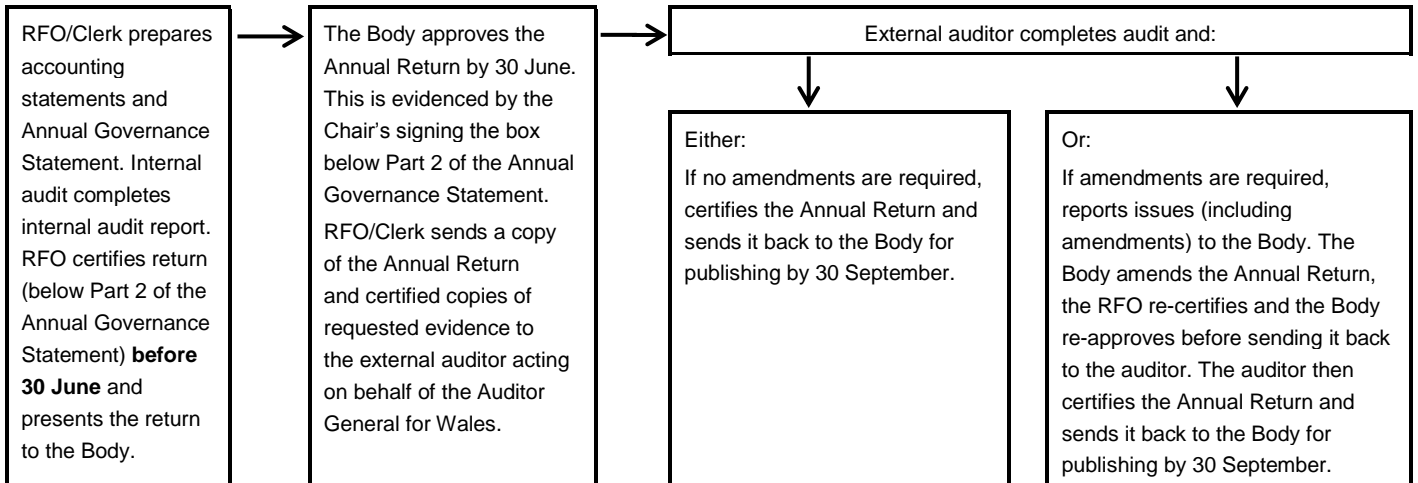 RFO/Clerk prepares
accounting
statements and
Annual Governance
Statement. Internal
audit completes
internal audit report.
RFO certifies return
(below Part 2 of the
Annual Governance
Statement) before
30 June and
presents the return
to the Body.
The Body approves the
Annual Return by 30 June.
This is evidenced by the
Chair’s signing the box
below Part 2 of the Annual
Governance Statement.
RFO/Clerk sends a copy
of the Annual Return
and certified copies of
requested evidence to
the external auditor acting
on behalf of the Auditor
General for Wales.
External auditor completes audit and:
Either:
If no amendments are required,
certifies the Annual Return and
sends it back to the Body for
publishing by 30 September.
Or:
If amendments are required,
reports issues (including
amendments) to the Body. The
Body amends the Annual Return,
the RFO re-certifies and the Body
re-approves before sending it back
to the auditor. The auditor then
certifies the Annual Return and
sends it back to the Body for
publishing by 30 September.